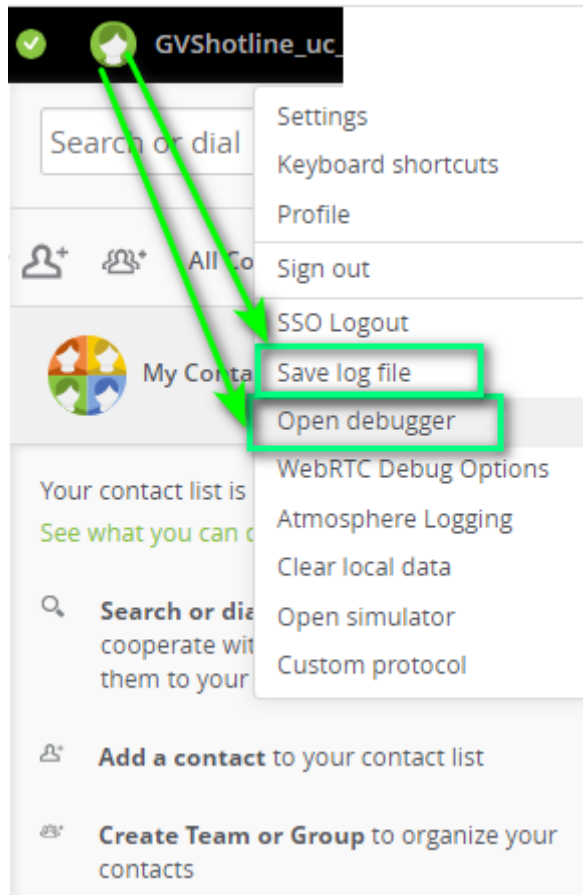 GVShotline_uc_
Search or dial
All Co
My Conta
Settings
Keyboard shortcuts
Profile
Sign out
SSO Logout
Save log file
Open debugger
WebRTC Debug Options
Atmosphere Logging
Clear local data
Open simulator
Custom protocol
Your contact list is
See what you can
Search or dia
cooperate wit
them to your
Add a contact to your contact list
Create Team or Group to organize your
contacts